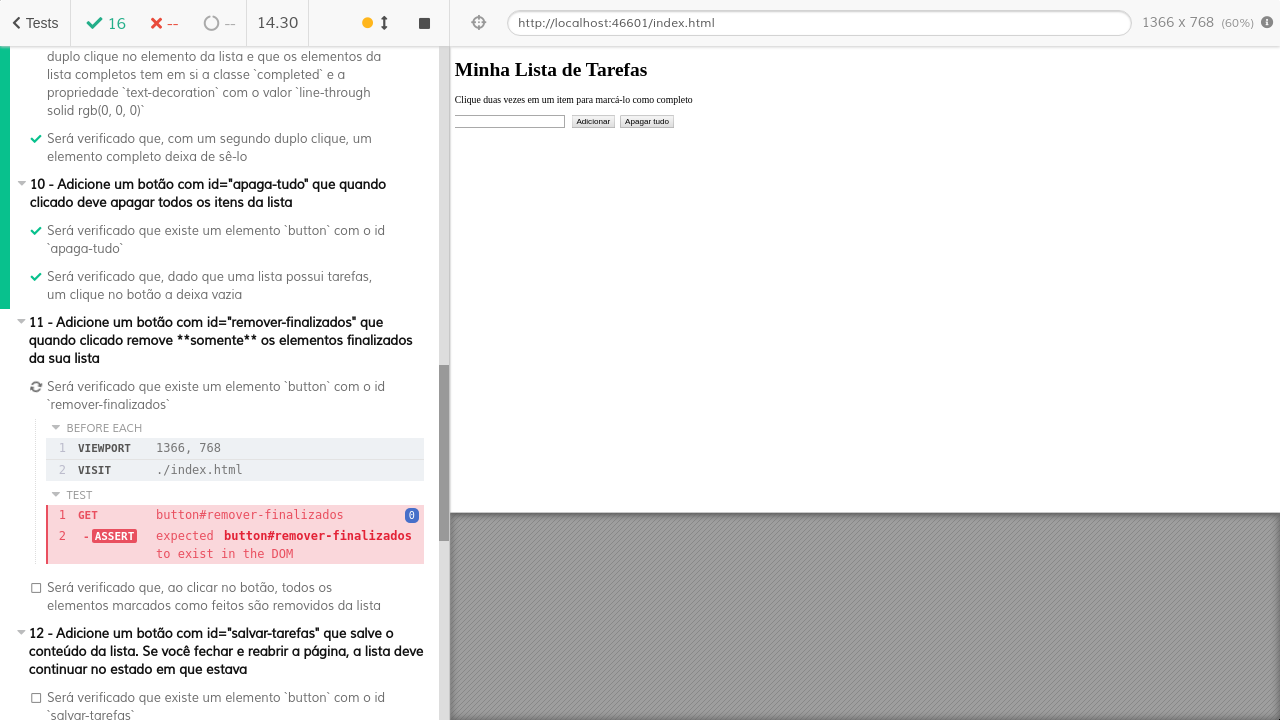 Tests
16
--
--
14.30
http://localhost:46601/index.html
1366 x 768 (60%)
duplo clique no elemento da lista e que os elementos da
lista completos tem em si a classe `completed` e a
propriedade `text-decoration` com o valor `line-through
solid rgb(0, 0, 0)`
Será verificado que, com um segundo duplo clique, um
elemento completo deixa de sê-lo
10 - Adicione um botão com id="apaga-tudo" que quando
clicado deve apagar todos os itens da lista
Será verificado que existe um elemento `button` com o id
`apaga-tudo`
Será verificado que, dado que uma lista possui tarefas,
um clique no botão a deixa vazia
11 - Adicione um botão com id="remover-finalizados" que
quando clicado remove **somente** os elementos finalizados
da sua lista
Será verificado que existe um elemento `button` com o id
`remover-finalizados`
BEFORE EACH
1 VIEWPORT 1366, 768
2 VISIT ./index.html
TEST
1 GET button#remover-finalizados 0
2 -ASSERT expected button#remover-finalizados
to exist in the DOM
Será verificado que, ao clicar no botão, todos os
elementos marcados como feitos são removidos da lista
12 - Adicione um botão com id="salvar-tarefas" que salve o
conteúdo da lista. Se você fechar e reabrir a página, a lista deve
continuar no estado em que estava
Será verificado que existe um elemento `button` com o id
`salvar-tarefas`
Minha Lista de Tarefas
Clique duas vezes em um item para marcá-lo como completo
Adicionar Apagar tudo